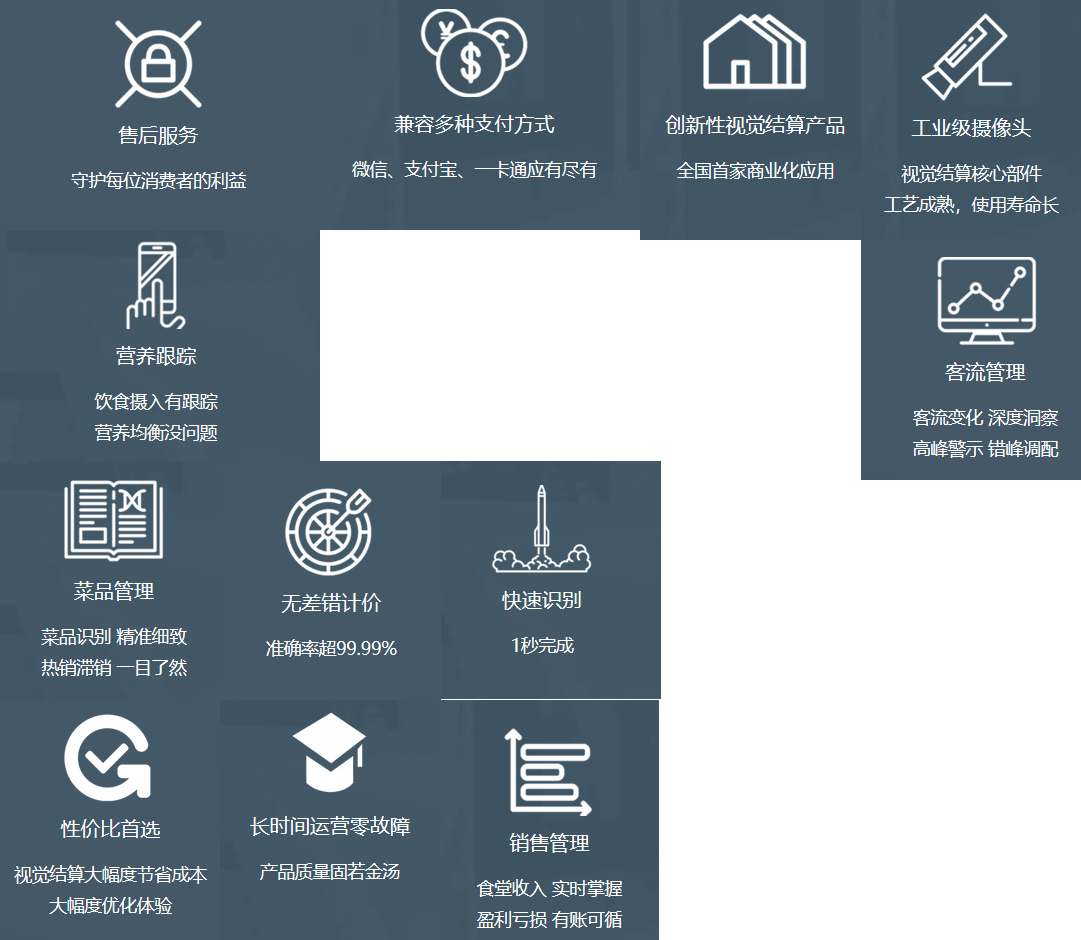 售后服务
守护每位消费者的利益
兼容多种支付方式
微信、支付宝、一卡通应有尽有
创新性视觉结算产品
全国首家商业化应用
工业级摄像头
视觉结算核心部件
工艺成熟，使用寿命长
营养跟踪
饮食摄入有跟踪
营养均衡没问题
客流管理
客流变化 深度洞察
高峰警示 错峰调配
菜品管理
菜品识别 精准细致
热销滞销 一目了然
无差错计价
准确率超99.99%
快速识别
1秒完成
性价比首选
视觉结算大幅度节省成本
大幅度优化体验
长时间运营零故障
产品质量固若金汤
销售管理
食堂收入 实时掌握
盈利亏损 有账可循